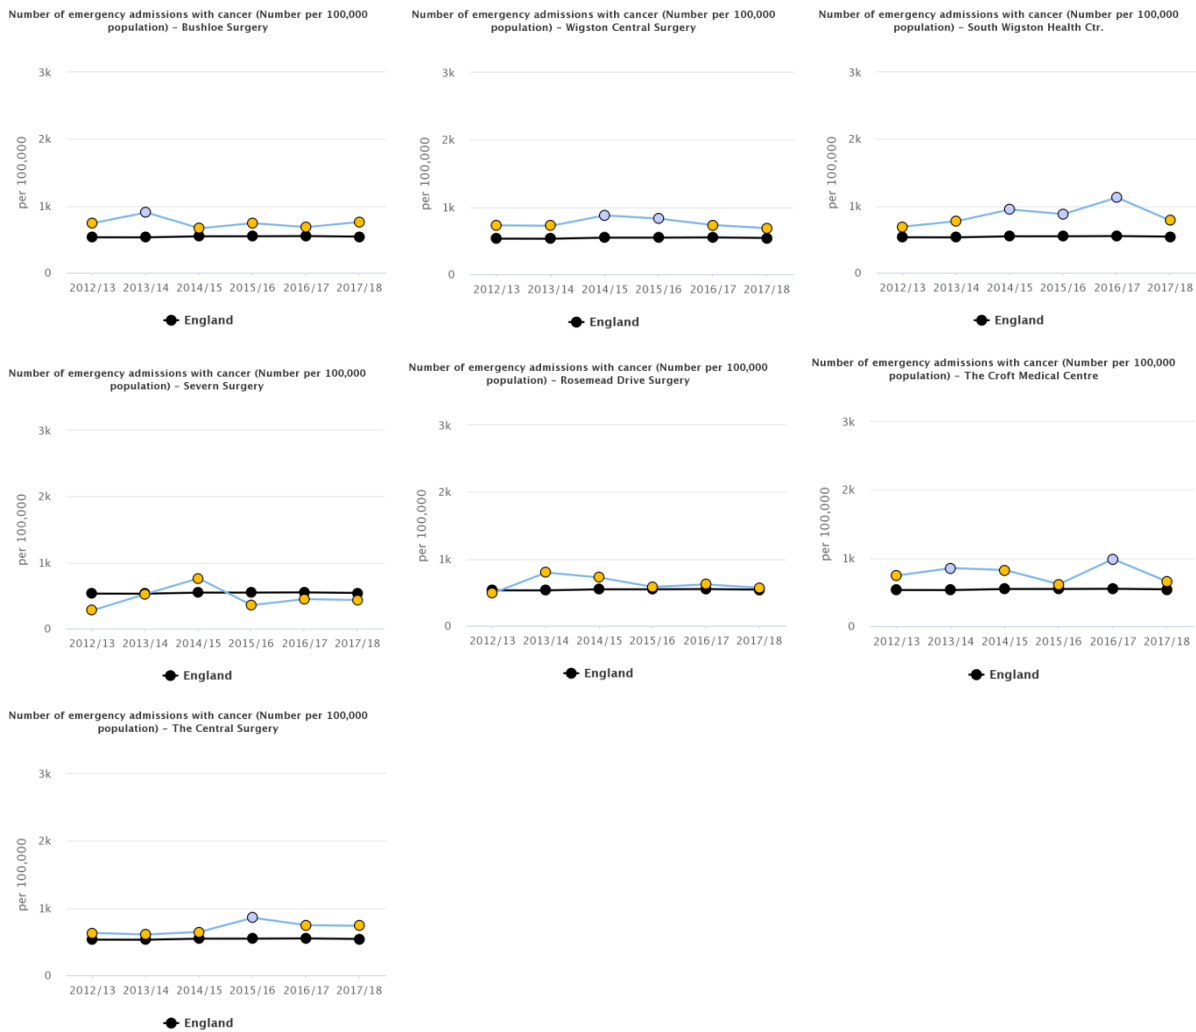 Number of emergency admissions with cancer (Number per 100,000
population) – Bushloe Surgery
3k
2k
1k
0
per 100,000
2012/13 2013/14 2014/15 2015/16 2016/17 2017/18
England
Number of emergency admissions with cancer (Number per 100,000
population) – Wigston Central Surgery
3k
2k
1k
0
per 100,000
2012/13 2013/14 2014/15 2015/16 2016/17 2017/18
England
Number of emergency admissions with cancer (Number per 100,000
population) – South Wigston Health Ctr.
3k
2k
1k
0
per 100,000
2012/13 2013/14 2014/15 2015/16 2016/17 2017/18
England
Number of emergency admissions with cancer (Number per 100,000
population) – Severn Surgery
3k
2k
1k
0
per 100,000
2012/13 2013/14 2014/15 2015/16 2016/17 2017/18
England
Number of emergency admissions with cancer (Number per 100,000
population) – Rosemead Drive Surgery
3k
2k
1k
0
per 100,000
2012/13 2013/14 2014/15 2015/16 2016/17 2017/18
England
Number of emergency admissions with cancer (Number per 100,000
population) – The Croft Medical Centre
3k
2k
1k
0
per 100,000
2012/13 2013/14 2014/15 2015/16 2016/17 2017/18
England
Number of emergency admissions with cancer (Number per 100,000
population) – The Central Surgery
3k
2k
1k
0
per 100,000
2012/13 2013/14 2014/15 2015/16 2016/17 2017/18
England